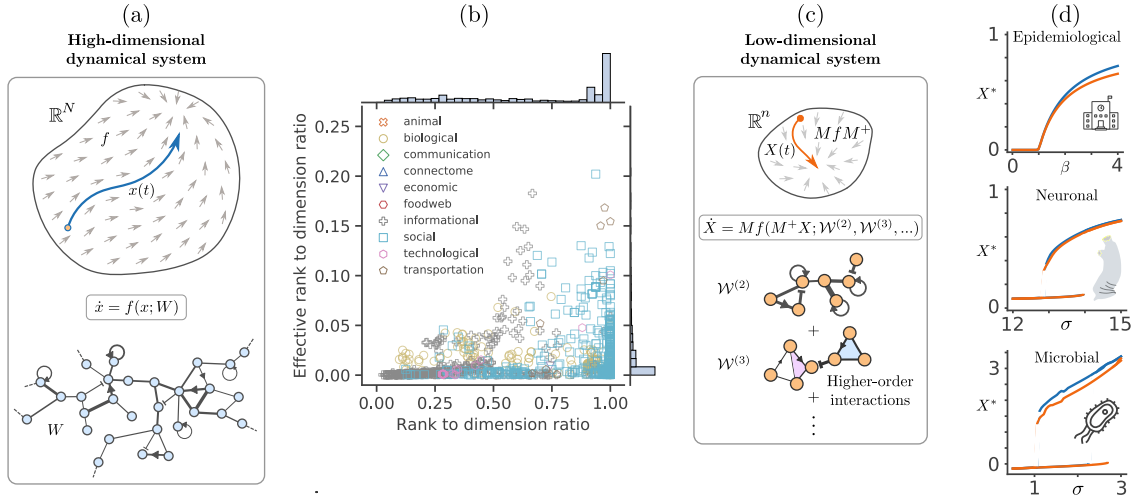 (a)
High-dimensional
dynamical system
ℝ^N
f
x(t)
ẋ = f(x; W)
W
(b)
Effective rank to dimension ratio
0.25
0.20
0.15
0.10
0.05
0.00
animal
biological
communication
connectome
economic
foodweb
informational
social
technological
transportation
0.00 0.25 0.50 0.75 1.00
Rank to dimension ratio
(c)
Low-dimensional
dynamical system
ℝ^n
MfM⁺
X(t)
Ẋ = Mf(M⁺X; 𝒲^(2), 𝒲^(3), ...)
𝒲^(2)
+
𝒲^(3)
Higher-order
interactions
+
⋮
(d)
Epidemiological
1
X*
0
0 β 4
Neuronal
1
X*
0
12 σ 15
Microbial
3
X*
0
1 σ 3